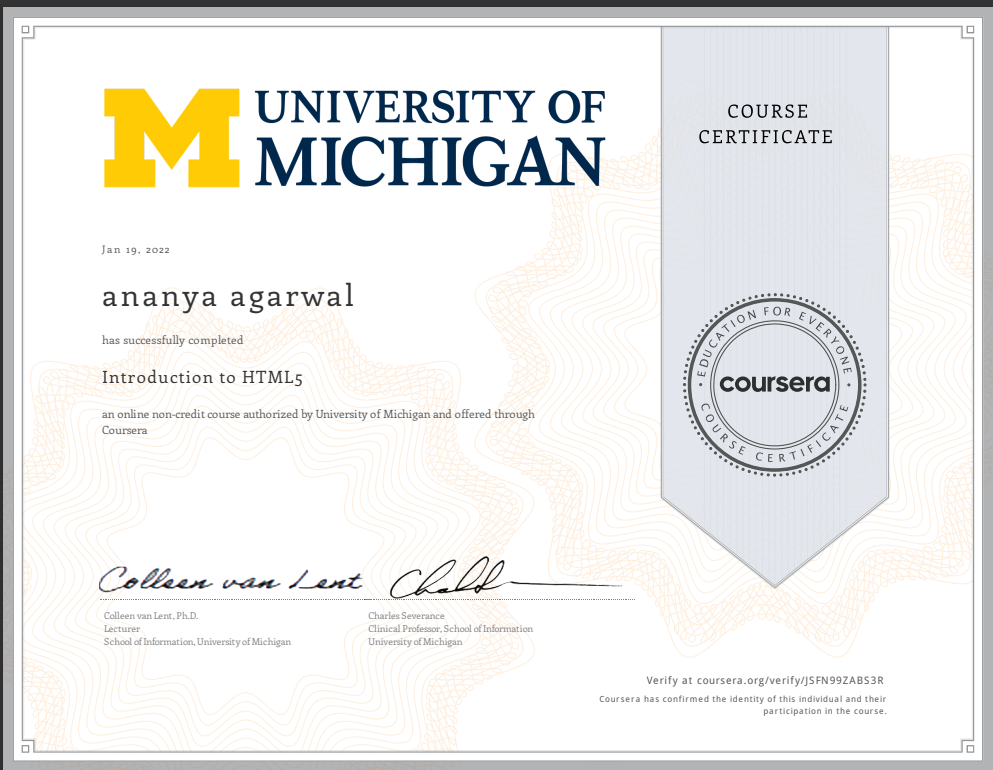 M UNIVERSITY OF
MICHIGAN
COURSE
CERTIFICATE
Jan 19, 2022
ananya agarwal
has successfully completed
Introduction to HTML5
an online non-credit course authorized by University of Michigan and offered through
Coursera
EDUCATION FOR EVERYONE
coursera
COURSE CERTIFICATE
Colleen van Lent
Colleen van Lent, Ph.D.
Lecturer
School of Information, University of Michigan
Charles Severance
Clinical Professor, School of Information
University of Michigan
Verify at coursera.org/verify/JSFN99ZABS3R
Coursera has confirmed the identity of this individual and their
participation in the course.